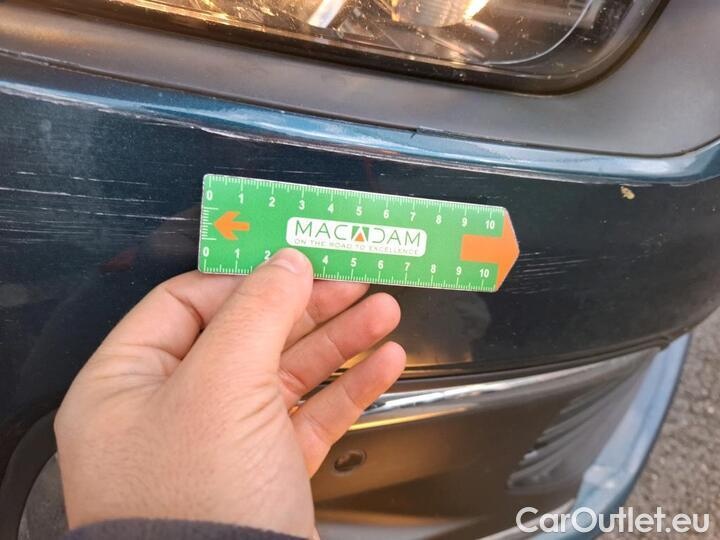 0 1 2 3 4 5 6 7 8 9 10
MACADAM
ON THE ROAD TO EXCELLENCE
0 1 2 4 5 6 7 8 9 10
CarOutlet.eu